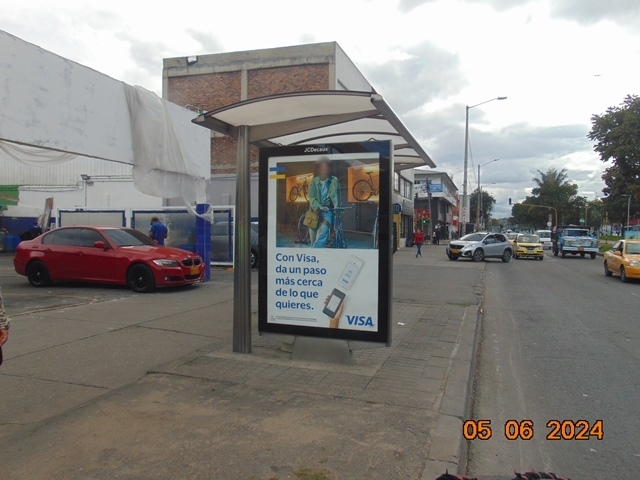 JCDecaux
Con Visa,
da un paso
más cerca
de lo que
quieres.
VISA
05 06 2024